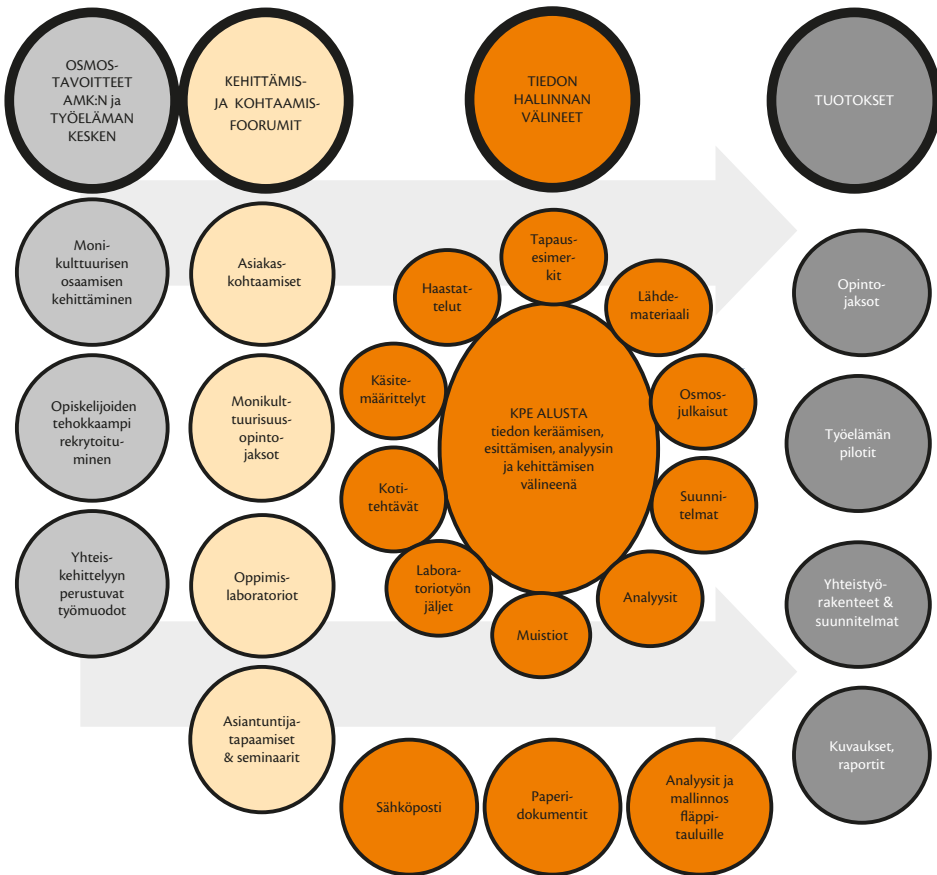 OSMOS-
TAVOITTEET
AMK:N ja
TYÖELÄMÄN
KESKEN
KEHITTÄMIS-
JA KOHTAAMIS-
FOORUMIT
TIEDON
HALLINNAN
VÄLINEET
TUOTOKSET
Moni-
kulttuurisen
osaamisen
kehittäminen
Opiskelijoiden
tehokkaampi
rekrytoitu-
minen
Yhteis-
kehittelyyn
perustuvat
työmuodot
Asiakas-
kohtaamiset
Monikult-
tuurisuus-
opinto-
jaksot
Oppimis-
laboratoriot
Asiantuntija-
tapaamiset
& seminaarit
Tapaus-
esimer-
kit
Haastat-
telut
Lähde-
materiaali
Käsite-
määrittelyt
Osmos-
julkaisut
KPE ALUSTA
tiedon keräämisen,
esittämisen, analyysin
ja kehittämisen
välineenä
Koti-
tehtävät
Suunni-
telmat
Labora-
toriotyön
jäljet
Analyysit
Muistiot
Sähköposti
Paperi-
dokumentit
Analyysit ja
mallinnos
fläppi-
tauluille
Opinto-
jaksot
Työelämän
pilotit
Yhteistyö-
rakenteet &
suunnitelmat
Kuvaukset,
raportit